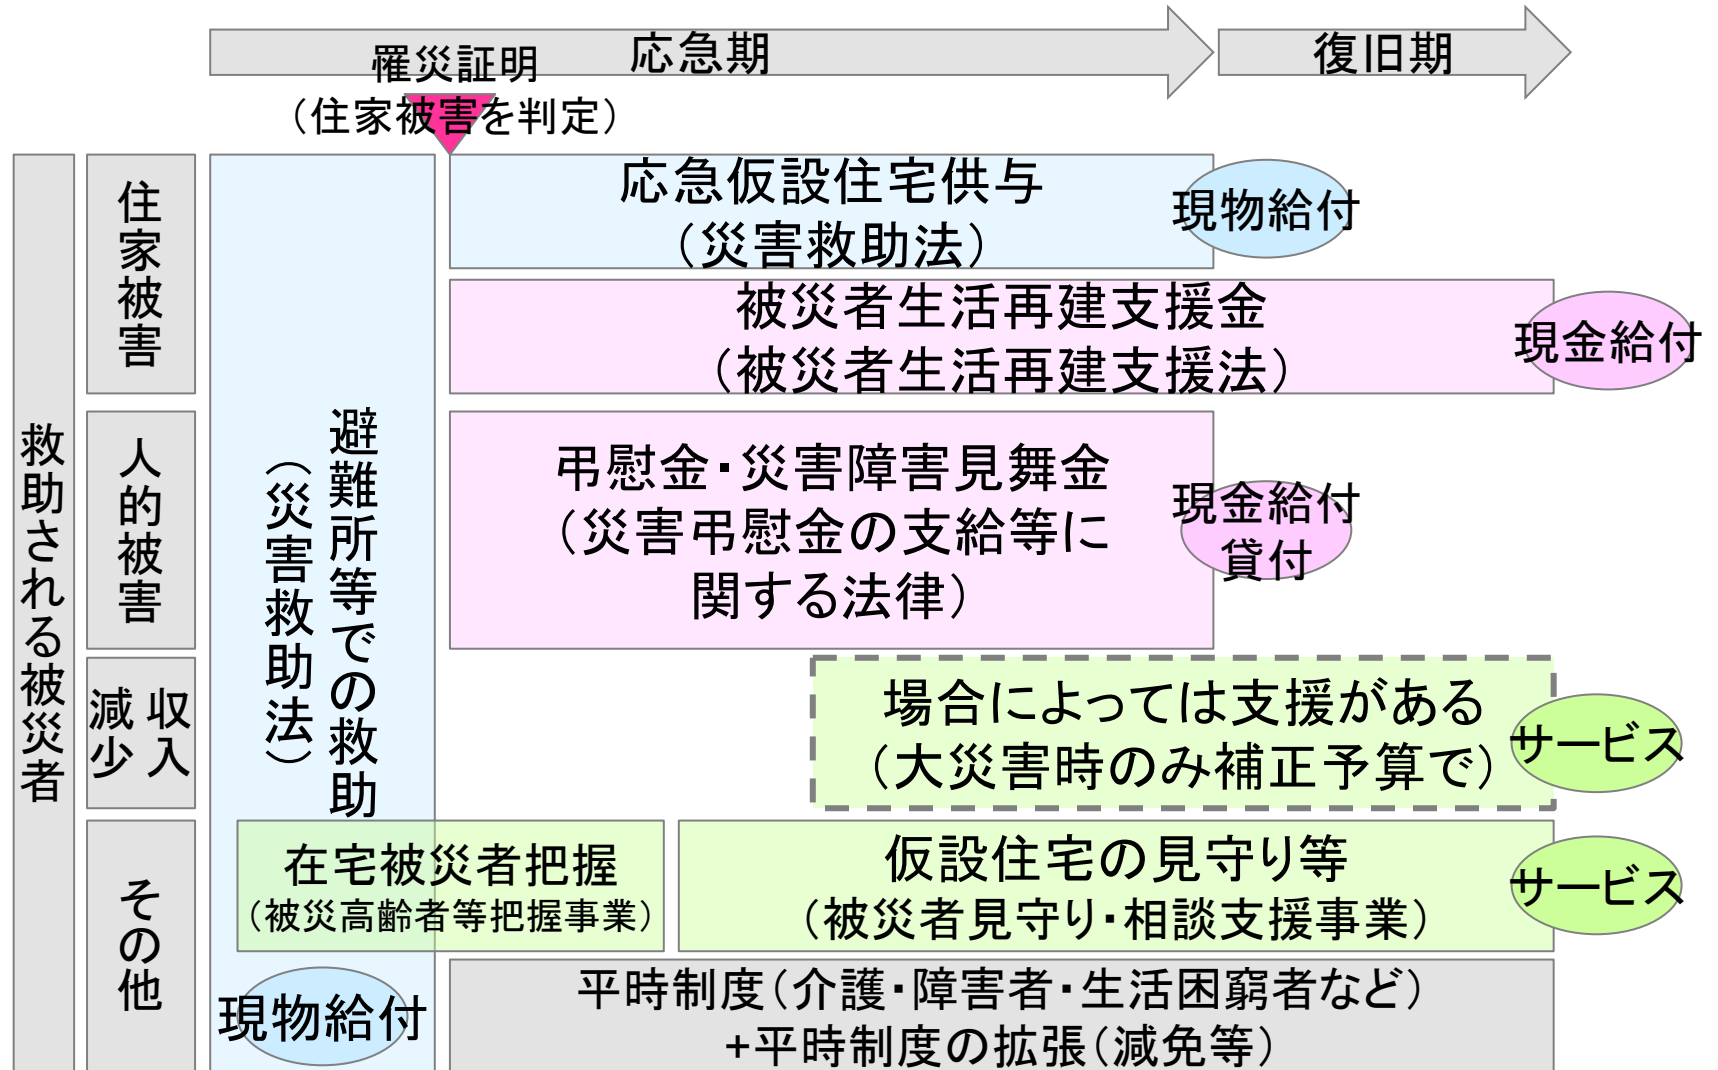 応急期
復旧期
罹災証明
（住家被害を判定）
救助される被災者
住家被害
人的被害
収入
減少
その他
避難所等での救助
（災害救助法）
現物給付
応急仮設住宅供与
（災害救助法）
現物給付
被災者生活再建支援金
（被災者生活再建支援法）
現金給付
弔慰金・災害障害見舞金
（災害弔慰金の支給等に
関する法律）
現金給付
貸付
場合によっては支援がある
（大災害時のみ補正予算で）
サービス
在宅被災者把握
（被災高齢者等把握事業）
仮設住宅の見守り等
（被災者見守り・相談支援事業）
サービス
平時制度（介護・障害者・生活困窮者など）
+平時制度の拡張（減免等）